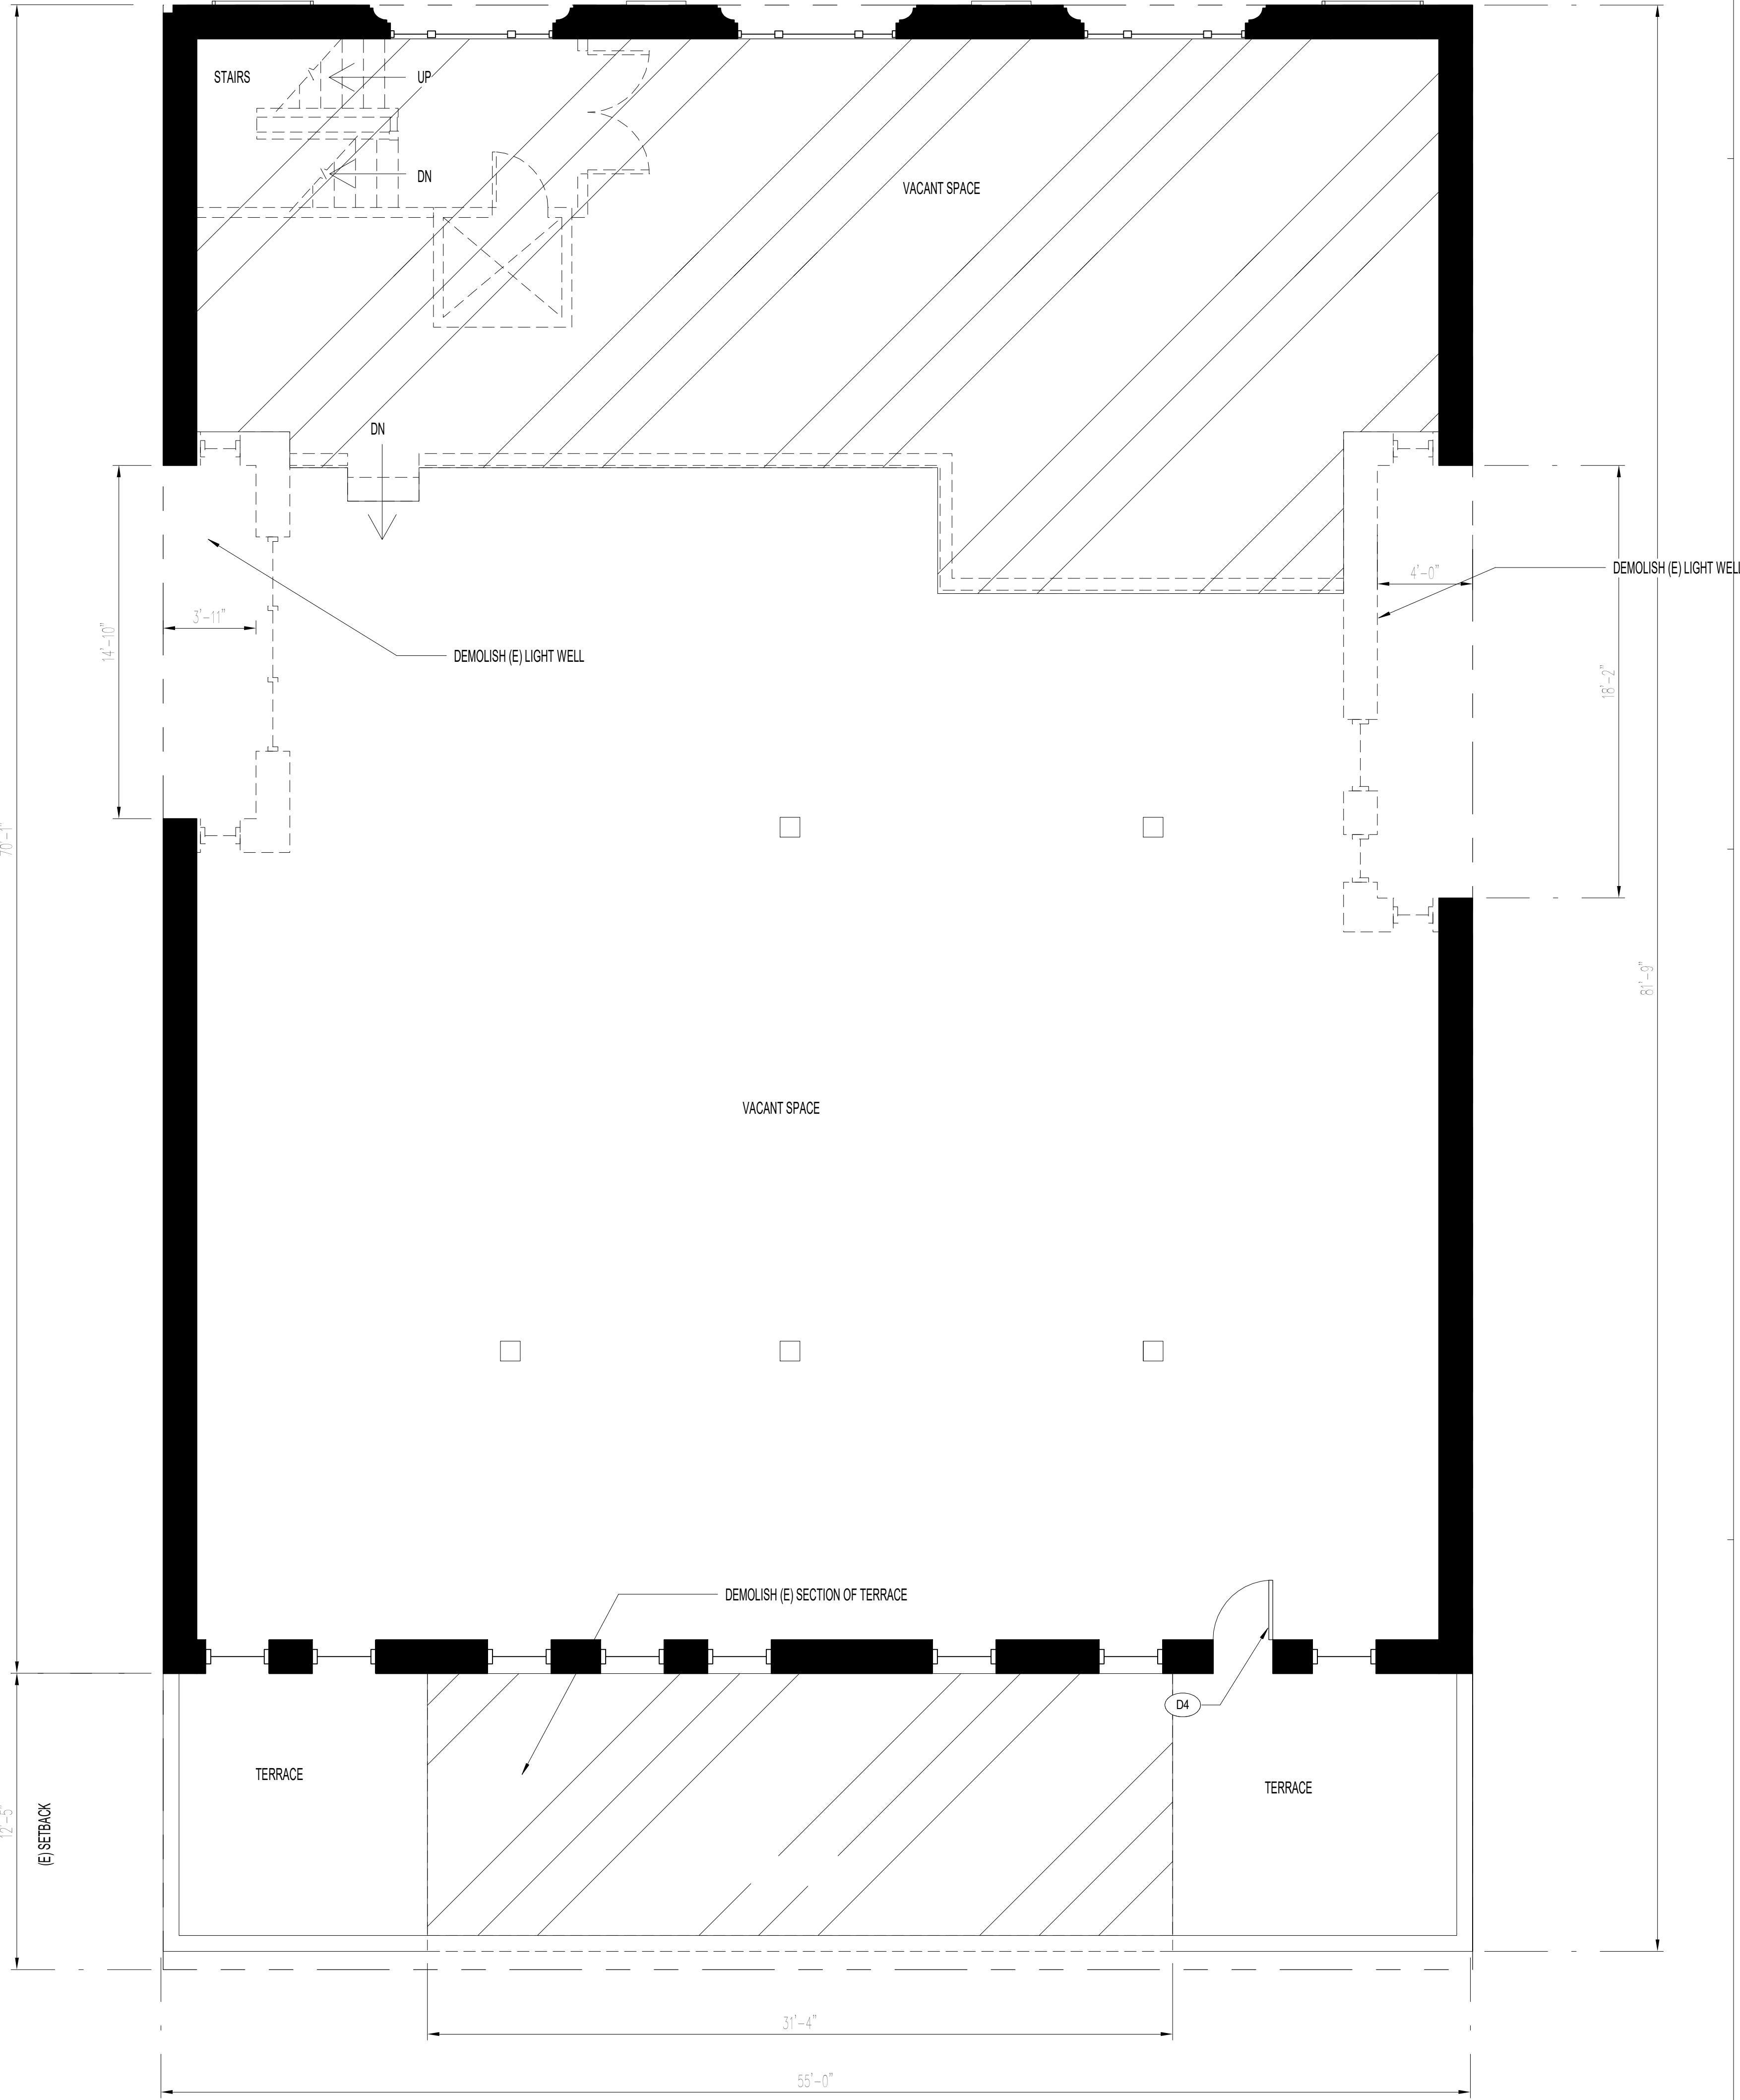 STAIRS
UP
DN
VACANT SPACE
DN
DEMOLISH (E) LIGHT WELL
4'-0"
3'-11"
14'-10"
DEMOLISH (E) LIGHT WELL
18'-2"
70'-1"
81'-9"
VACANT SPACE
DEMOLISH (E) SECTION OF TERRACE
D4
TERRACE
TERRACE
12'-5"
(E) SETBACK
31'-4"
55'-0"